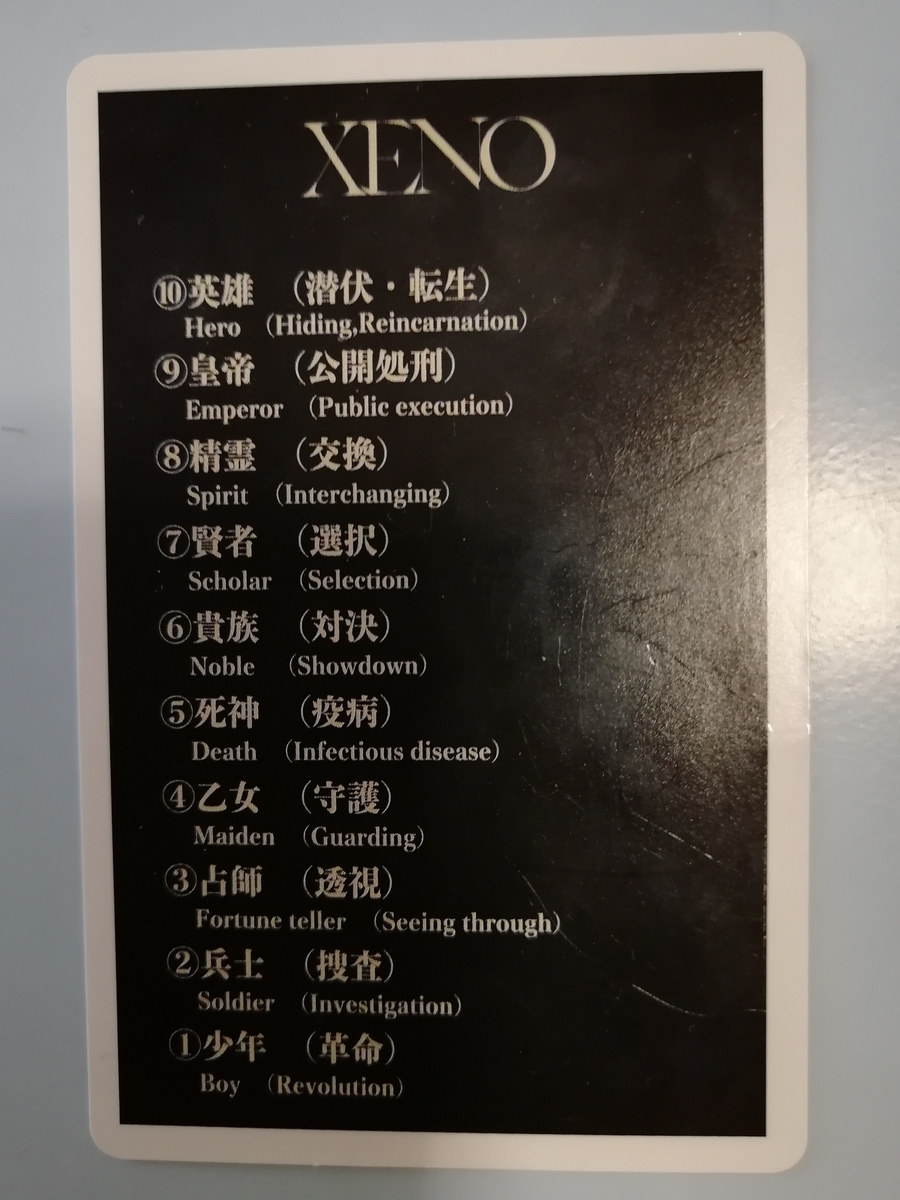 XENO
⑩英雄　（潜伏・転生）
Hero　（Hiding,Reincarnation）
⑨皇帝　（公開処刑）
Emperor　（Public execution）
⑧精霊　（交換）
Spirit　（Interchanging）
⑦賢者　（選択）
Scholar　（Selection）
⑥貴族　（対決）
Noble　（Showdown）
⑤死神　（疫病）
Death　（Infectious disease）
④乙女　（守護）
Maiden　（Guarding）
③占師　（透視）
Fortune teller　（Seeing through）
②兵士　（捜査）
Soldier　（Investigation）
①少年　（革命）
Boy　（Revolution）